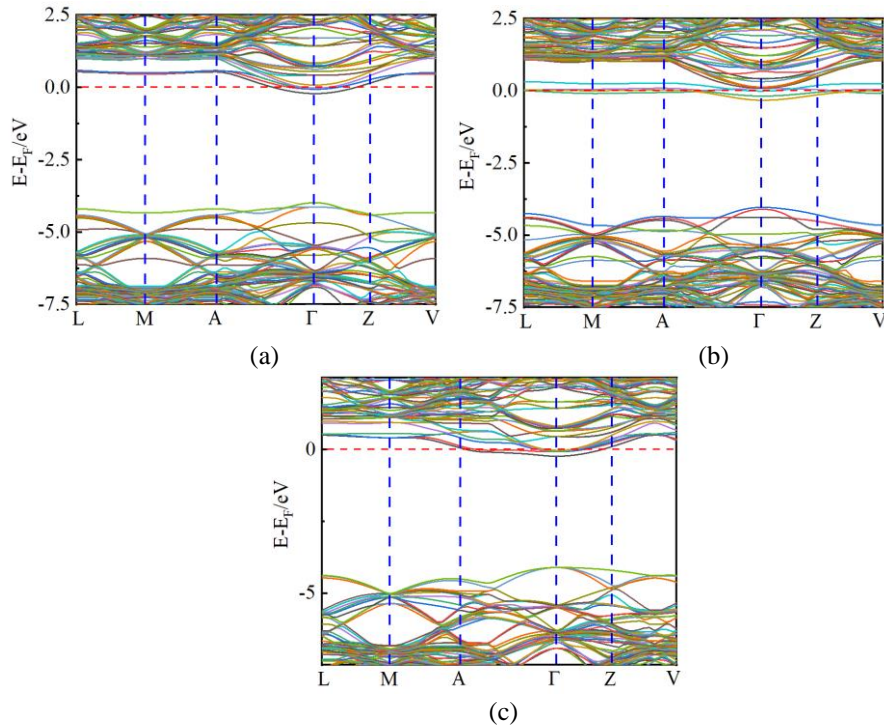 2.5
0.0
-2.5
-5.0
-7.5
E-E_F/eV
L M A Γ Z V
(a)
2.5
0.0
-2.5
-5.0
-7.5
E-E_F/eV
L M A Γ Z V
(b)
0
-5
E-E_F/eV
L M A Γ Z V
(c)